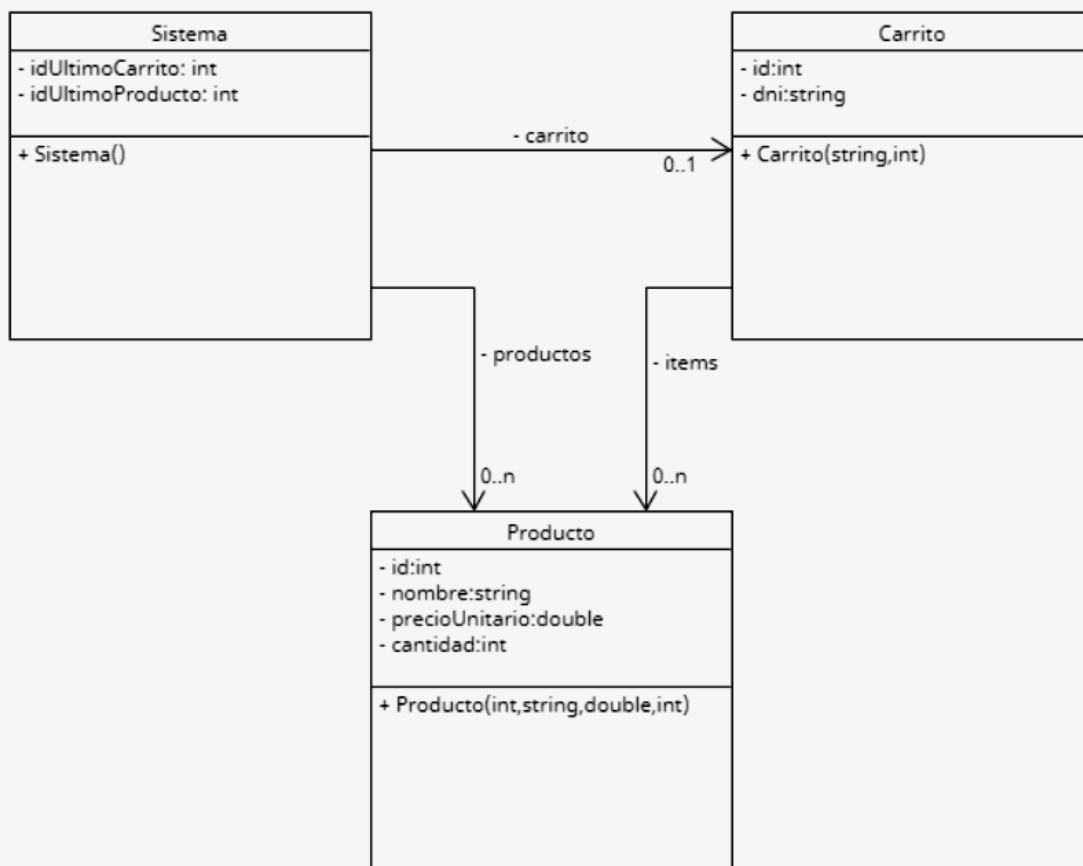 Sistema
- idUltimoCarrito: int
- idUltimoProducto: int
+ Sistema()
- carrito
0..1
Carrito
- id:int
- dni:string
+ Carrito(string,int)
- productos
0..n
- items
0..n
Producto
- id:int
- nombre:string
- precioUnitario:double
- cantidad:int
+ Producto(int,string,double,int)